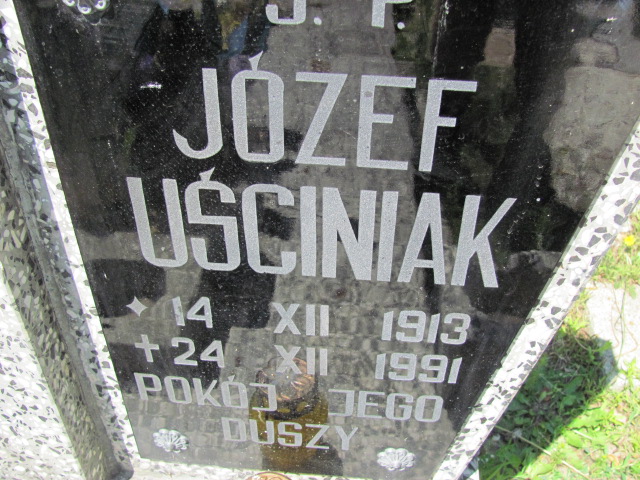 Ś. P.
JÓZEF
UŚCINIAK
✦ 14 XII 1913
+ 24 XII 1991
POKÓJ JEGO
DUSZY